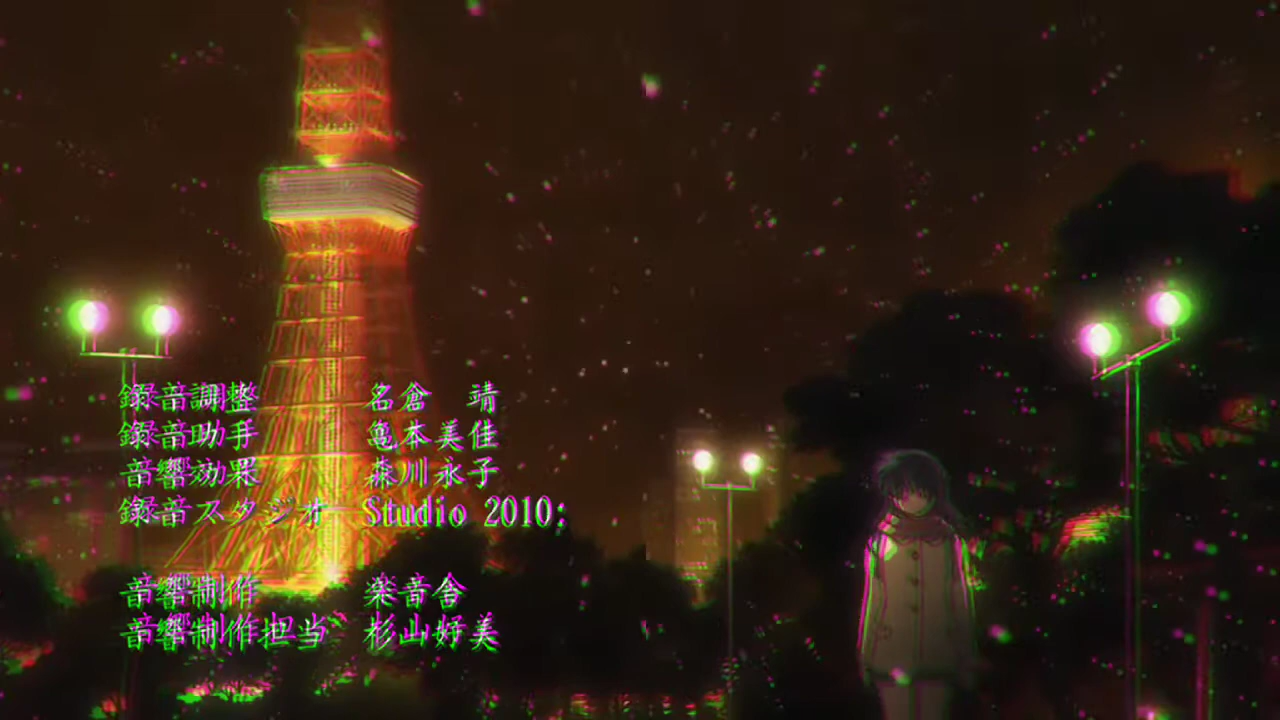 録音調整 名倉 靖
録音助手 亀本美佳
音響効果 森川永子
録音スタジオ Studio 2010;
音響制作 楽音舎
音響制作担当 杉山好美